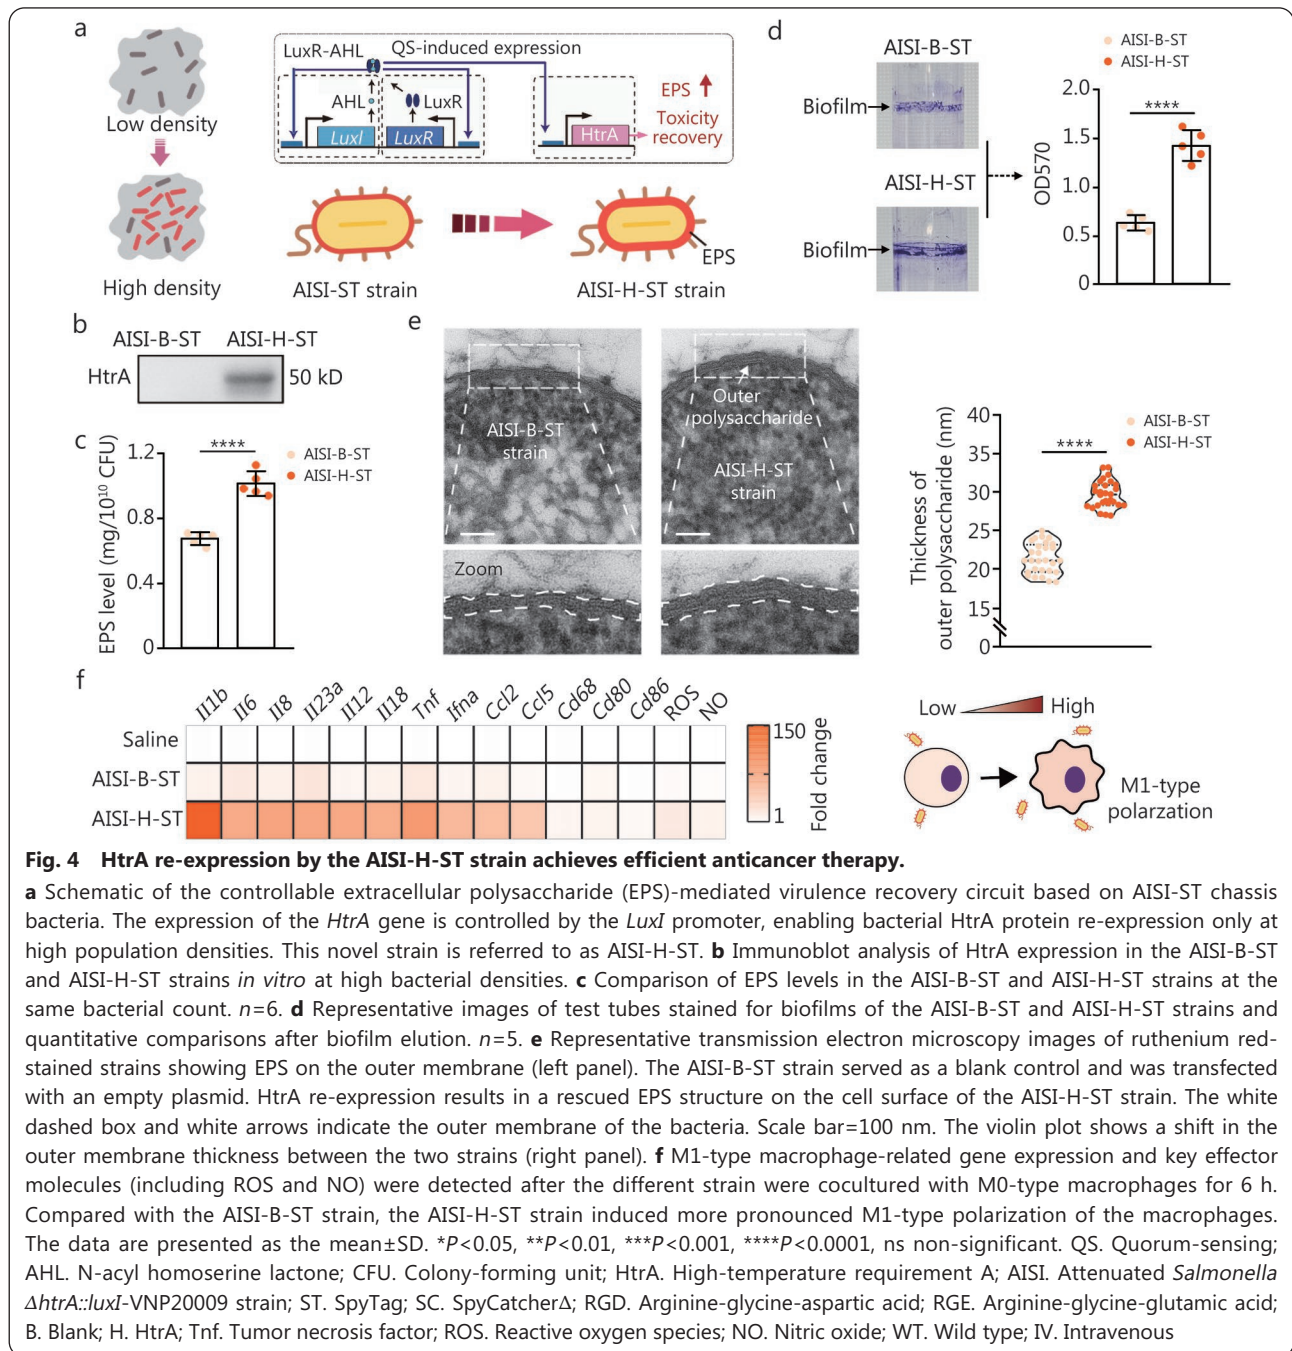 a
Low density
High density
LuxR-AHL QS-induced expression
AHL
LuxR
LuxI
LuxR
HtrA
EPS
Toxicity
recovery
EPS
AISI-ST strain
AISI-H-ST strain
b
AISI-B-ST AISI-H-ST
HtrA
50 kD
c
EPS level (mg/10¹⁰ CFU)
1.2
0.8
0.4
0
****
AISI-B-ST
AISI-H-ST
d
AISI-B-ST
Biofilm
AISI-H-ST
Biofilm
AISI-B-ST
AISI-H-ST
OD570
2.0
1.5
1.0
0.5
0
****
e
AISI-B-ST
strain
Outer
polysaccharide
AISI-H-ST
strain
Zoom
Thickness of
outer polysaccharide (nm)
40
35
30
25
20
15
0
****
AISI-B-ST
AISI-H-ST
f
Il1b Il6 Il8 Il23a Il12 Il18 Tnf Ifna Ccl2 Ccl5 Cd68 Cd80 Cd86 ROS NO
Saline
AISI-B-ST
AISI-H-ST
150
1
Fold change
Low High
M1-type
polarzation
Fig. 4 HtrA re-expression by the AISI-H-ST strain achieves efficient anticancer therapy.
a Schematic of the controllable extracellular polysaccharide (EPS)-mediated virulence recovery circuit based on AISI-ST chassis
bacteria. The expression of the HtrA gene is controlled by the LuxI promoter, enabling bacterial HtrA protein re-expression only at
high population densities. This novel strain is referred to as AISI-H-ST. b Immunoblot analysis of HtrA expression in the AISI-B-ST
and AISI-H-ST strains in vitro at high bacterial densities. c Comparison of EPS levels in the AISI-B-ST and AISI-H-ST strains at the
same bacterial count. n=6. d Representative images of test tubes stained for biofilms of the AISI-B-ST and AISI-H-ST strains and
quantitative comparisons after biofilm elution. n=5. e Representative transmission electron microscopy images of ruthenium red-
stained strains showing EPS on the outer membrane (left panel). The AISI-B-ST strain served as a blank control and was transfected
with an empty plasmid. HtrA re-expression results in a rescued EPS structure on the cell surface of the AISI-H-ST strain. The white
dashed box and white arrows indicate the outer membrane of the bacteria. Scale bar=100 nm. The violin plot shows a shift in the
outer membrane thickness between the two strains (right panel). f M1-type macrophage-related gene expression and key effector
molecules (including ROS and NO) were detected after the different strain were cocultured with M0-type macrophages for 6 h.
Compared with the AISI-B-ST strain, the AISI-H-ST strain induced more pronounced M1-type polarization of the macrophages.
The data are presented as the mean±SD. *P<0.05, **P<0.01, ***P<0.001, ****P<0.0001, ns non-significant. QS. Quorum-sensing;
AHL. N-acyl homoserine lactone; CFU. Colony-forming unit; HtrA. High-temperature requirement A; AISI. Attenuated Salmonella
ΔhtrA::luxI-VNP20009 strain; ST. SpyTag; SC. SpyCatcherΔ; RGD. Arginine-glycine-aspartic acid; RGE. Arginine-glycine-glutamic acid;
B. Blank; H. HtrA; Tnf. Tumor necrosis factor; ROS. Reactive oxygen species; NO. Nitric oxide; WT. Wild type; IV. Intravenous